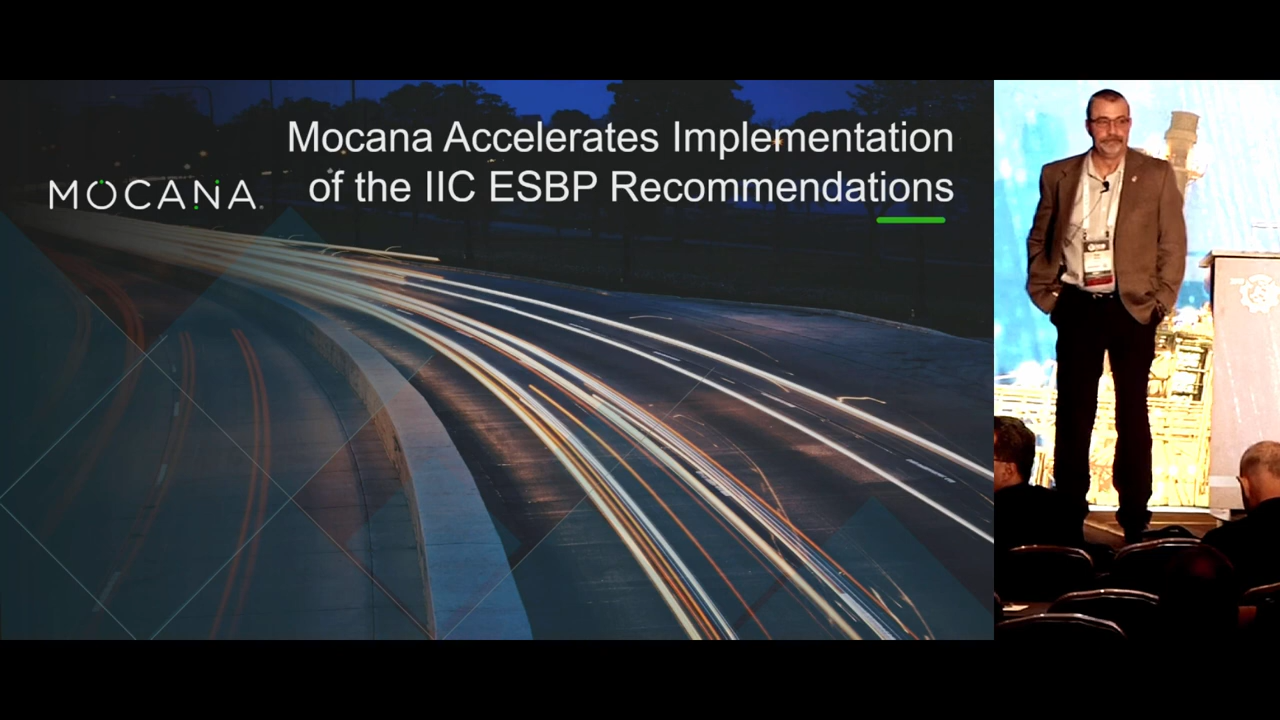 Mocana Accelerates Implementation
of the IIC ESBP Recommendations
MOCANA